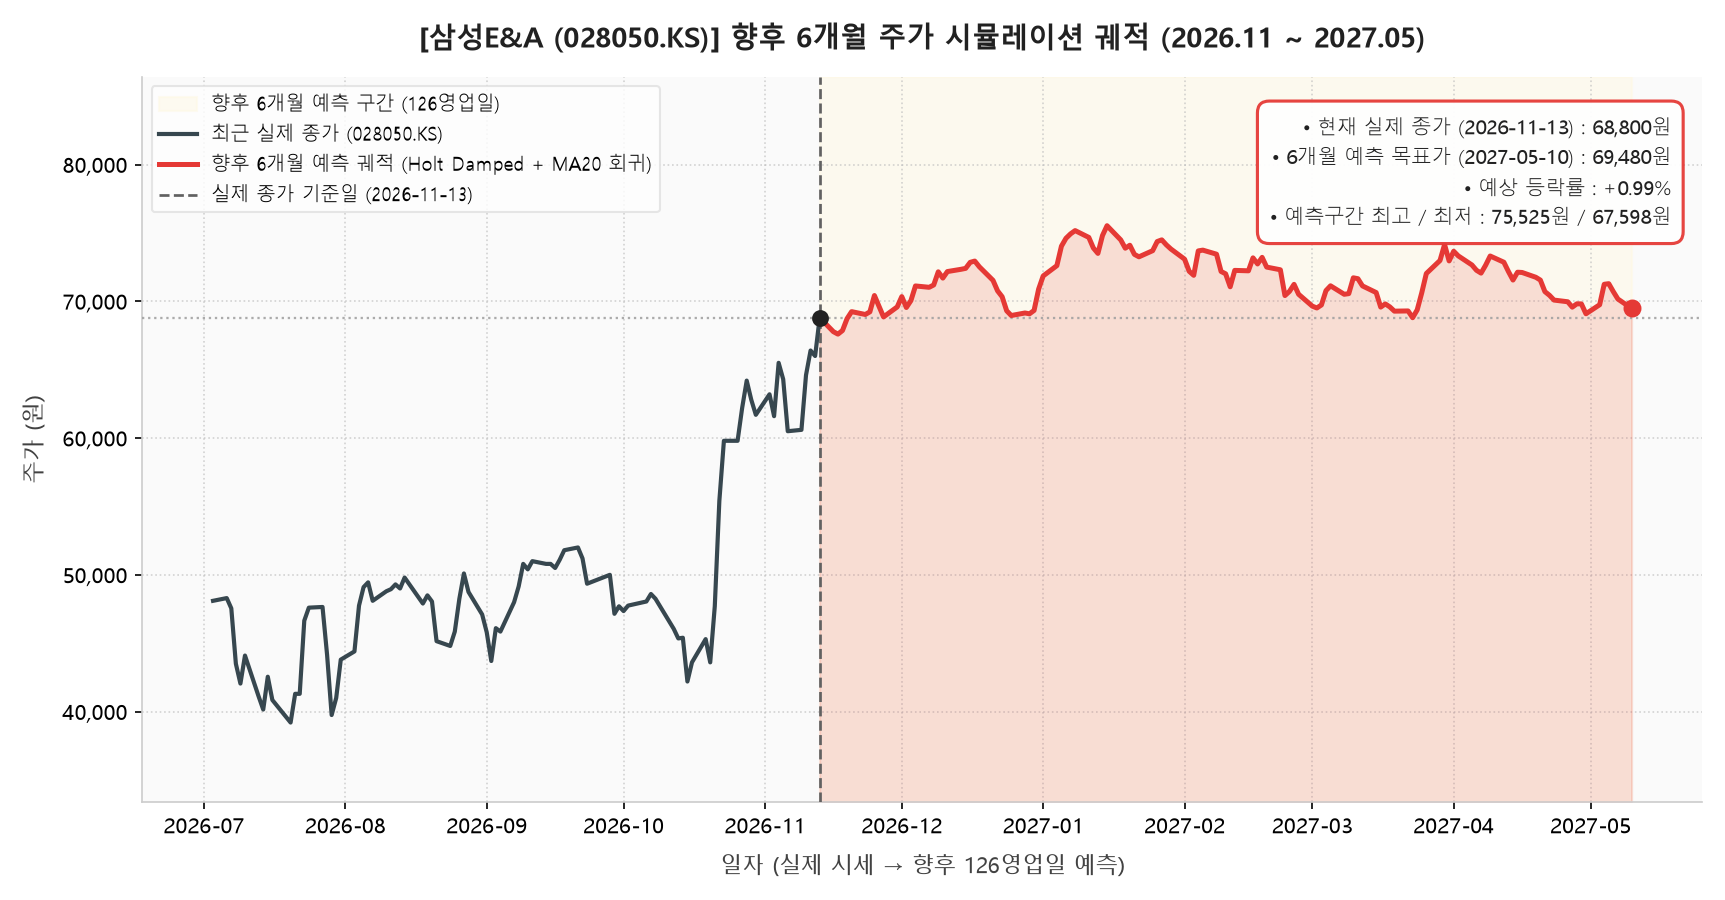 [삼성E&A (028050.KS)] 향후 6개월 주가 시뮬레이션 궤적 (2026.11 ~ 2027.05)
향후 6개월 예측 구간 (126영업일)
최근 실제 종가 (028050.KS)
향후 6개월 예측 궤적 (Holt Damped + MA20 회귀)
실제 종가 기준일 (2026-11-13)
• 현재 실제 종가 (2026-11-13) : 68,800원
• 6개월 예측 목표가 (2027-05-10) : 69,480원
• 예상 등락률 : +0.99%
• 예측구간 최고 / 최저 : 75,525원 / 67,598원
주가 (원)
80,000
70,000
60,000
50,000
40,000
2026-07 2026-08 2026-09 2026-10 2026-11 2026-12 2027-01 2027-02 2027-03 2027-04 2027-05
일자 (실제 시세 → 향후 126영업일 예측)